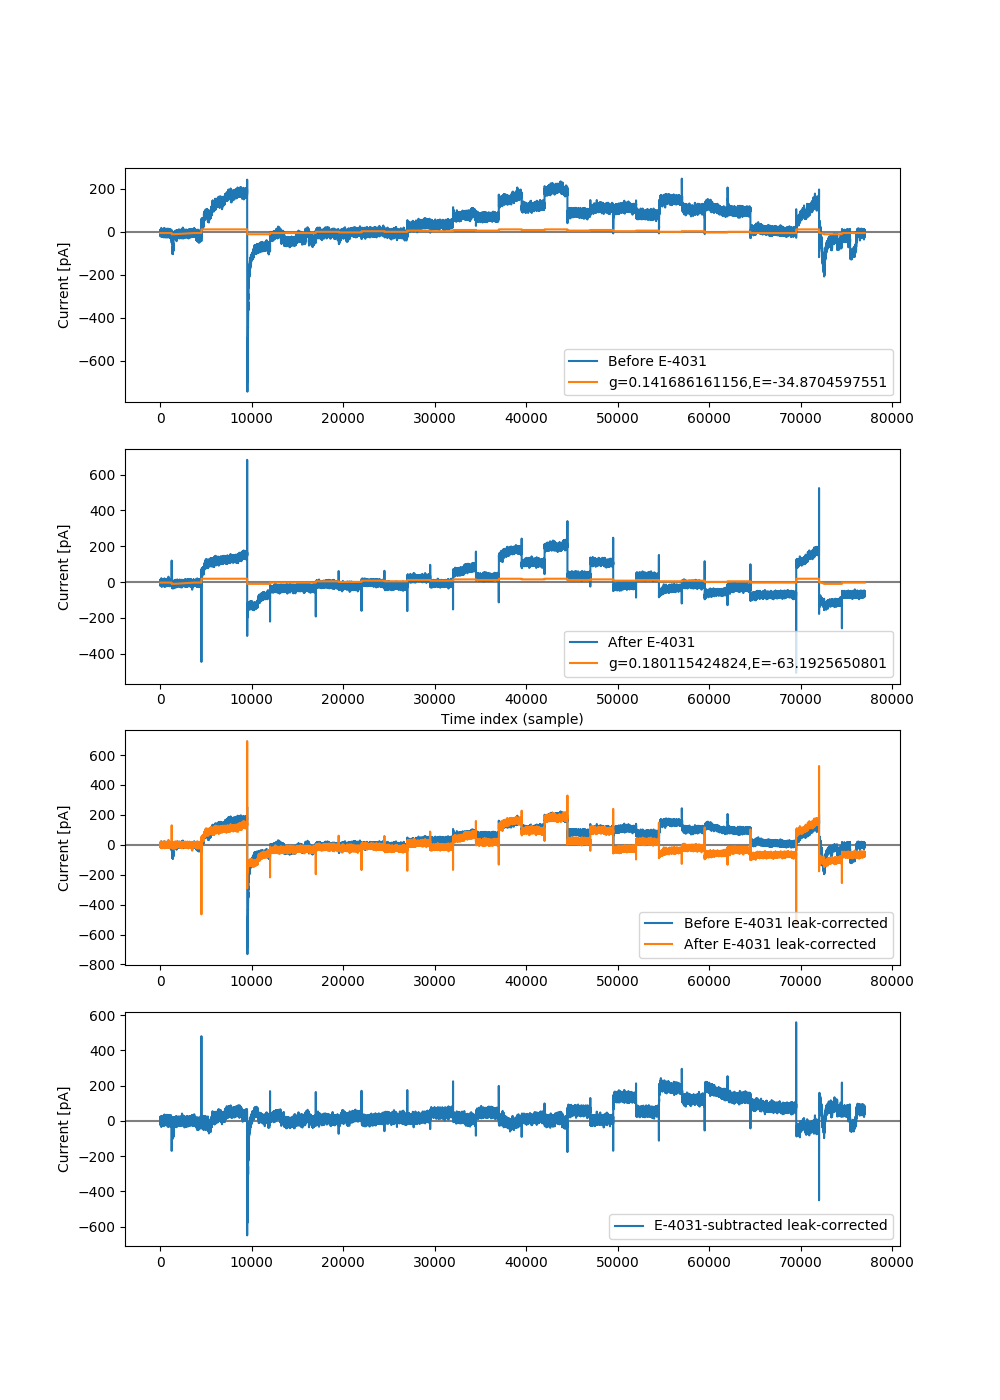 200
0
−200
−400
−600
Current [pA]
Before E-4031
g=0.141686161156,E=-34.8704597551
0 10000 20000 30000 40000 50000 60000 70000 80000
600
400
200
0
−200
−400
Current [pA]
After E-4031
g=0.180115424824,E=-63.1925650801
0 10000 20000 30000 40000 50000 60000 70000 80000
Time index (sample)
600
400
200
0
−200
−400
−600
−800
Current [pA]
Before E-4031 leak-corrected
After E-4031 leak-corrected
0 10000 20000 30000 40000 50000 60000 70000 80000
600
400
200
0
−200
−400
−600
Current [pA]
E-4031-subtracted leak-corrected
0 10000 20000 30000 40000 50000 60000 70000 80000